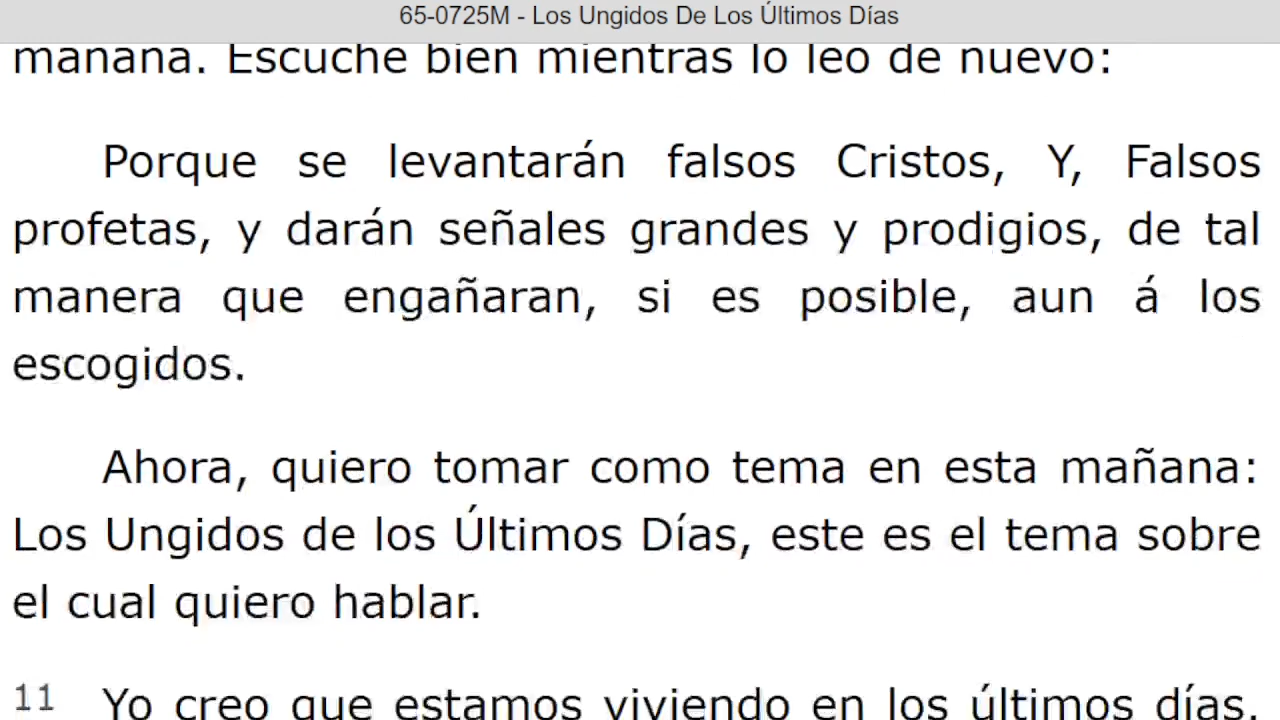 65-0725M - Los Ungidos De Los Últimos Días
mañana. Escuche bien mientras lo leo de nuevo:
Porque se levantarán falsos Cristos, Y, Falsos
profetas, y darán señales grandes y prodigios, de tal
manera que engañaran, si es posible, aun á los
escogidos.
Ahora, quiero tomar como tema en esta mañana:
Los Ungidos de los Últimos Días, este es el tema sobre
el cual quiero hablar.
11 Yo creo que estamos viviendo en los últimos días.